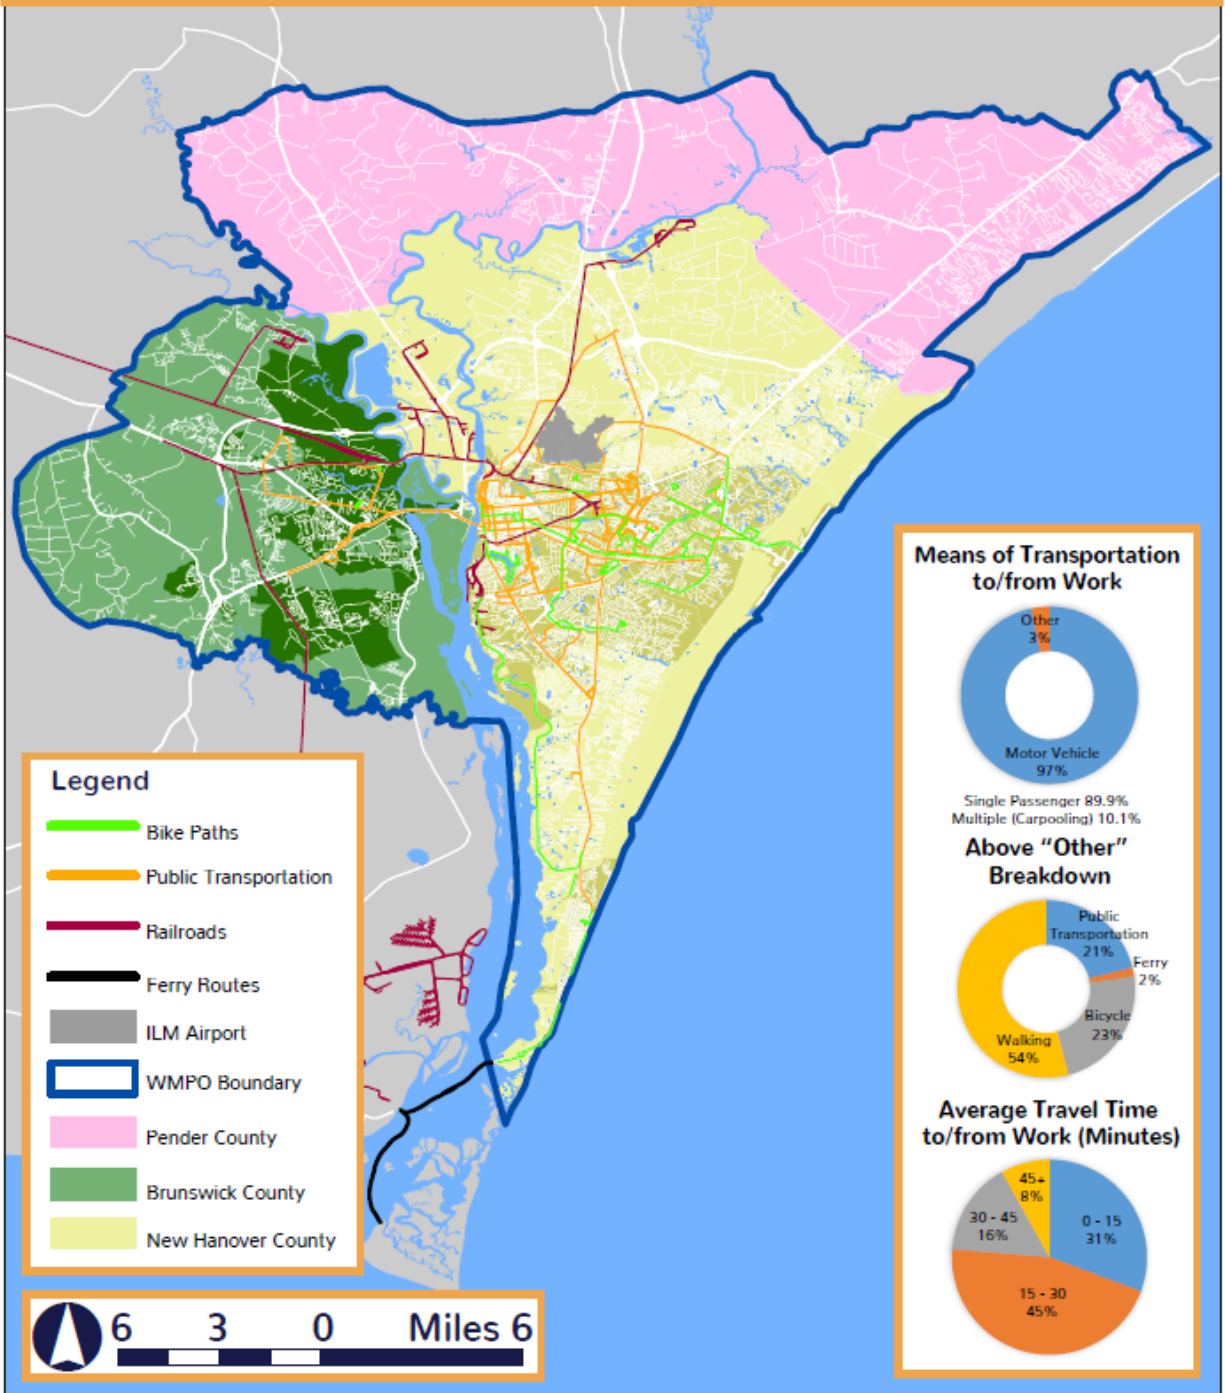 Means of Transportation
to/from Work
Other
3%
Motor Vehicle
97%
Single Passenger 89.9%
Multiple (Carpooling) 10.1%
Above “Other”
Breakdown
Public
Transportation
21%
Ferry
2%
Bicycle
23%
Walking
54%
Average Travel Time
to/from Work (Minutes)
45+
8%
30 - 45
16%
0 - 15
31%
15 - 30
45%
Legend
Bike Paths
Public Transportation
Railroads
Ferry Routes
ILM Airport
WMPO Boundary
Pender County
Brunswick County
New Hanover County
6 3 0 Miles 6